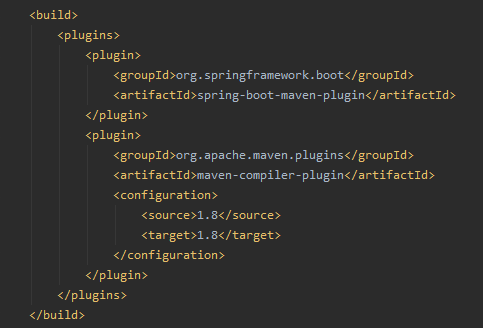 <build>
<plugins>
<plugin>
<groupId>org.springframework.boot</groupId>
<artifactId>spring-boot-maven-plugin</artifactId>
</plugin>
<plugin>
<groupId>org.apache.maven.plugins</groupId>
<artifactId>maven-compiler-plugin</artifactId>
<configuration>
<source>1.8</source>
<target>1.8</target>
</configuration>
</plugin>
</plugins>
</build>